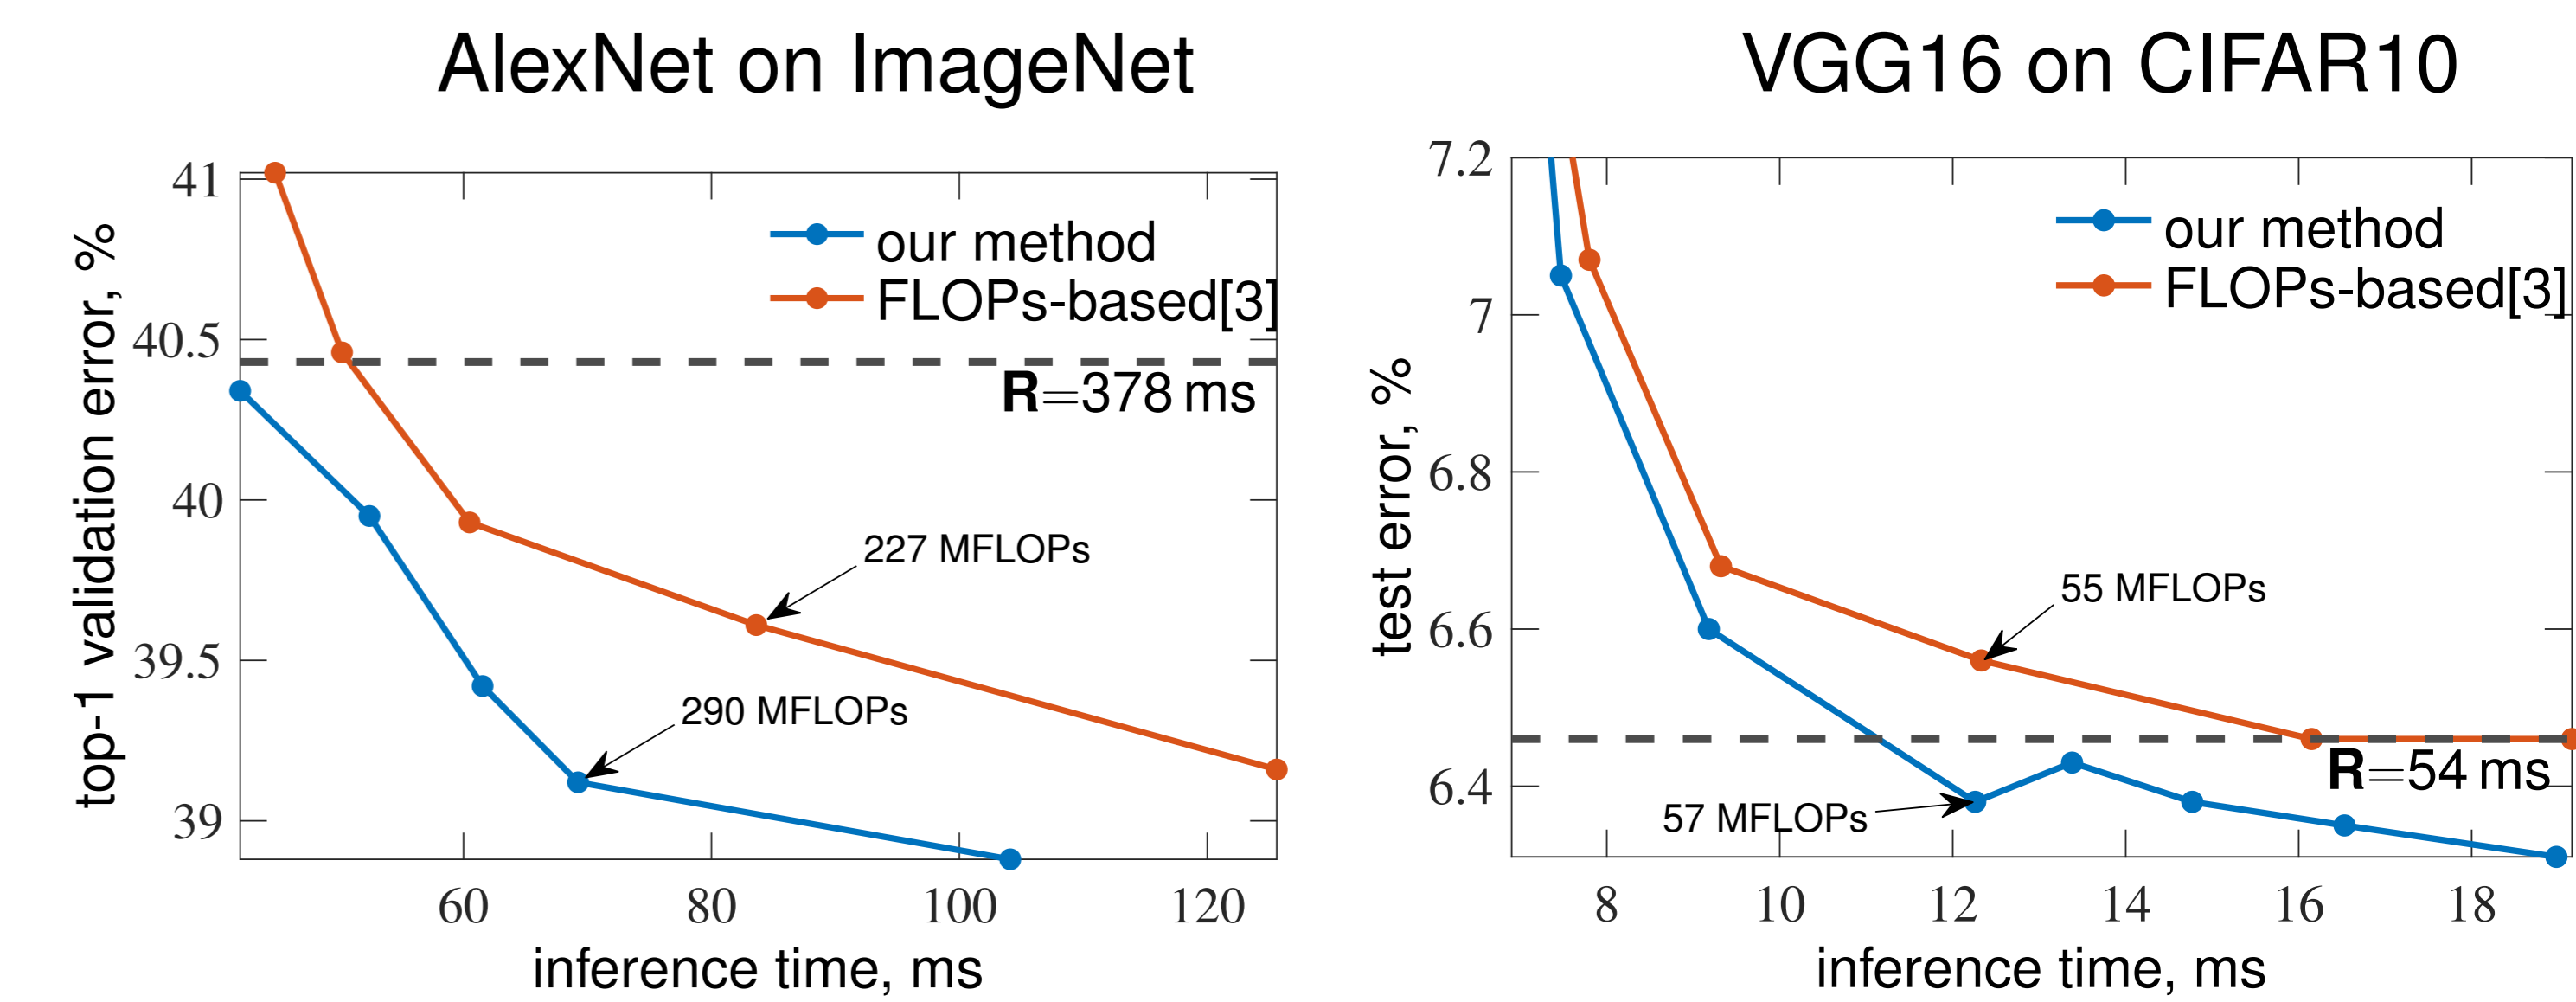 AlexNet on ImageNet
top-1 validation error, %
41
40.5
40
39.5
39
our method
FLOPs-based[3]
R=378 ms
227 MFLOPs
290 MFLOPs
60 80 100 120
inference time, ms
VGG16 on CIFAR10
test error, %
7.2
7
6.8
6.6
6.4
our method
FLOPs-based[3]
55 MFLOPs
R=54 ms
57 MFLOPs
8 10 12 14 16 18
inference time, ms